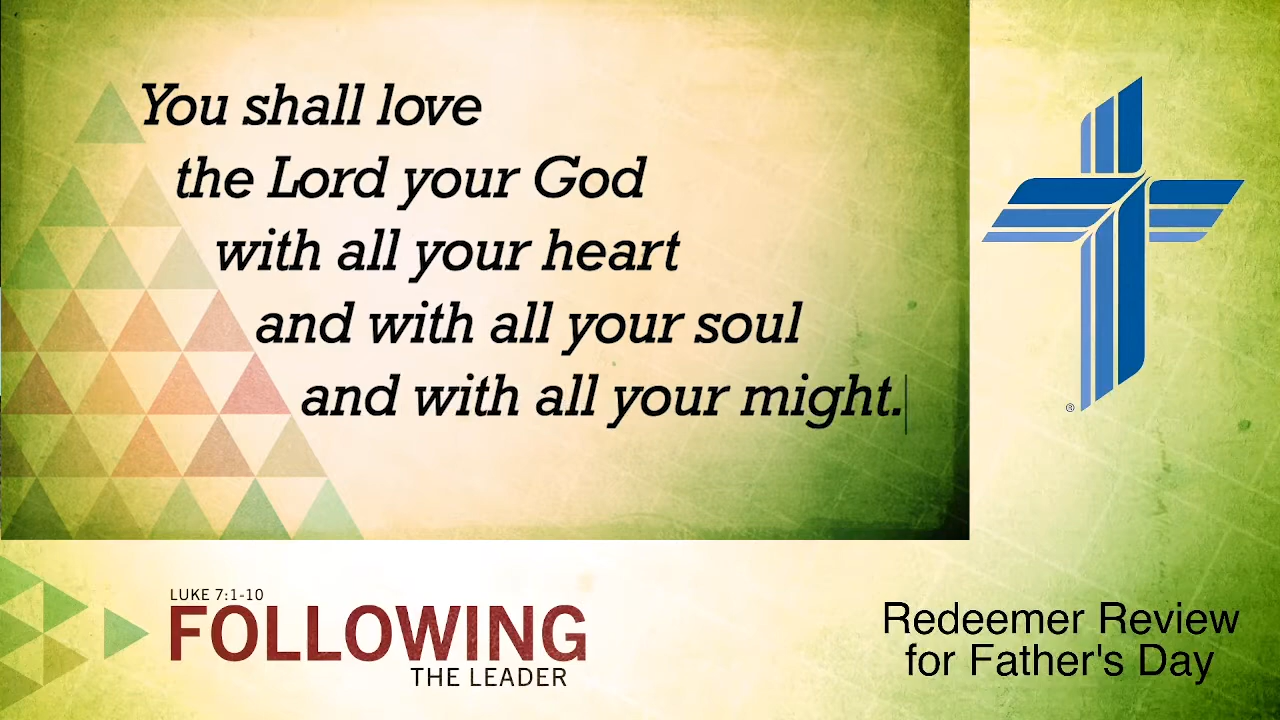 You shall love
the Lord your God
with all your heart
and with all your soul
and with all your might.
®
LUKE 7:1-10
FOLLOWING
THE LEADER
Redeemer Review
for Father's Day